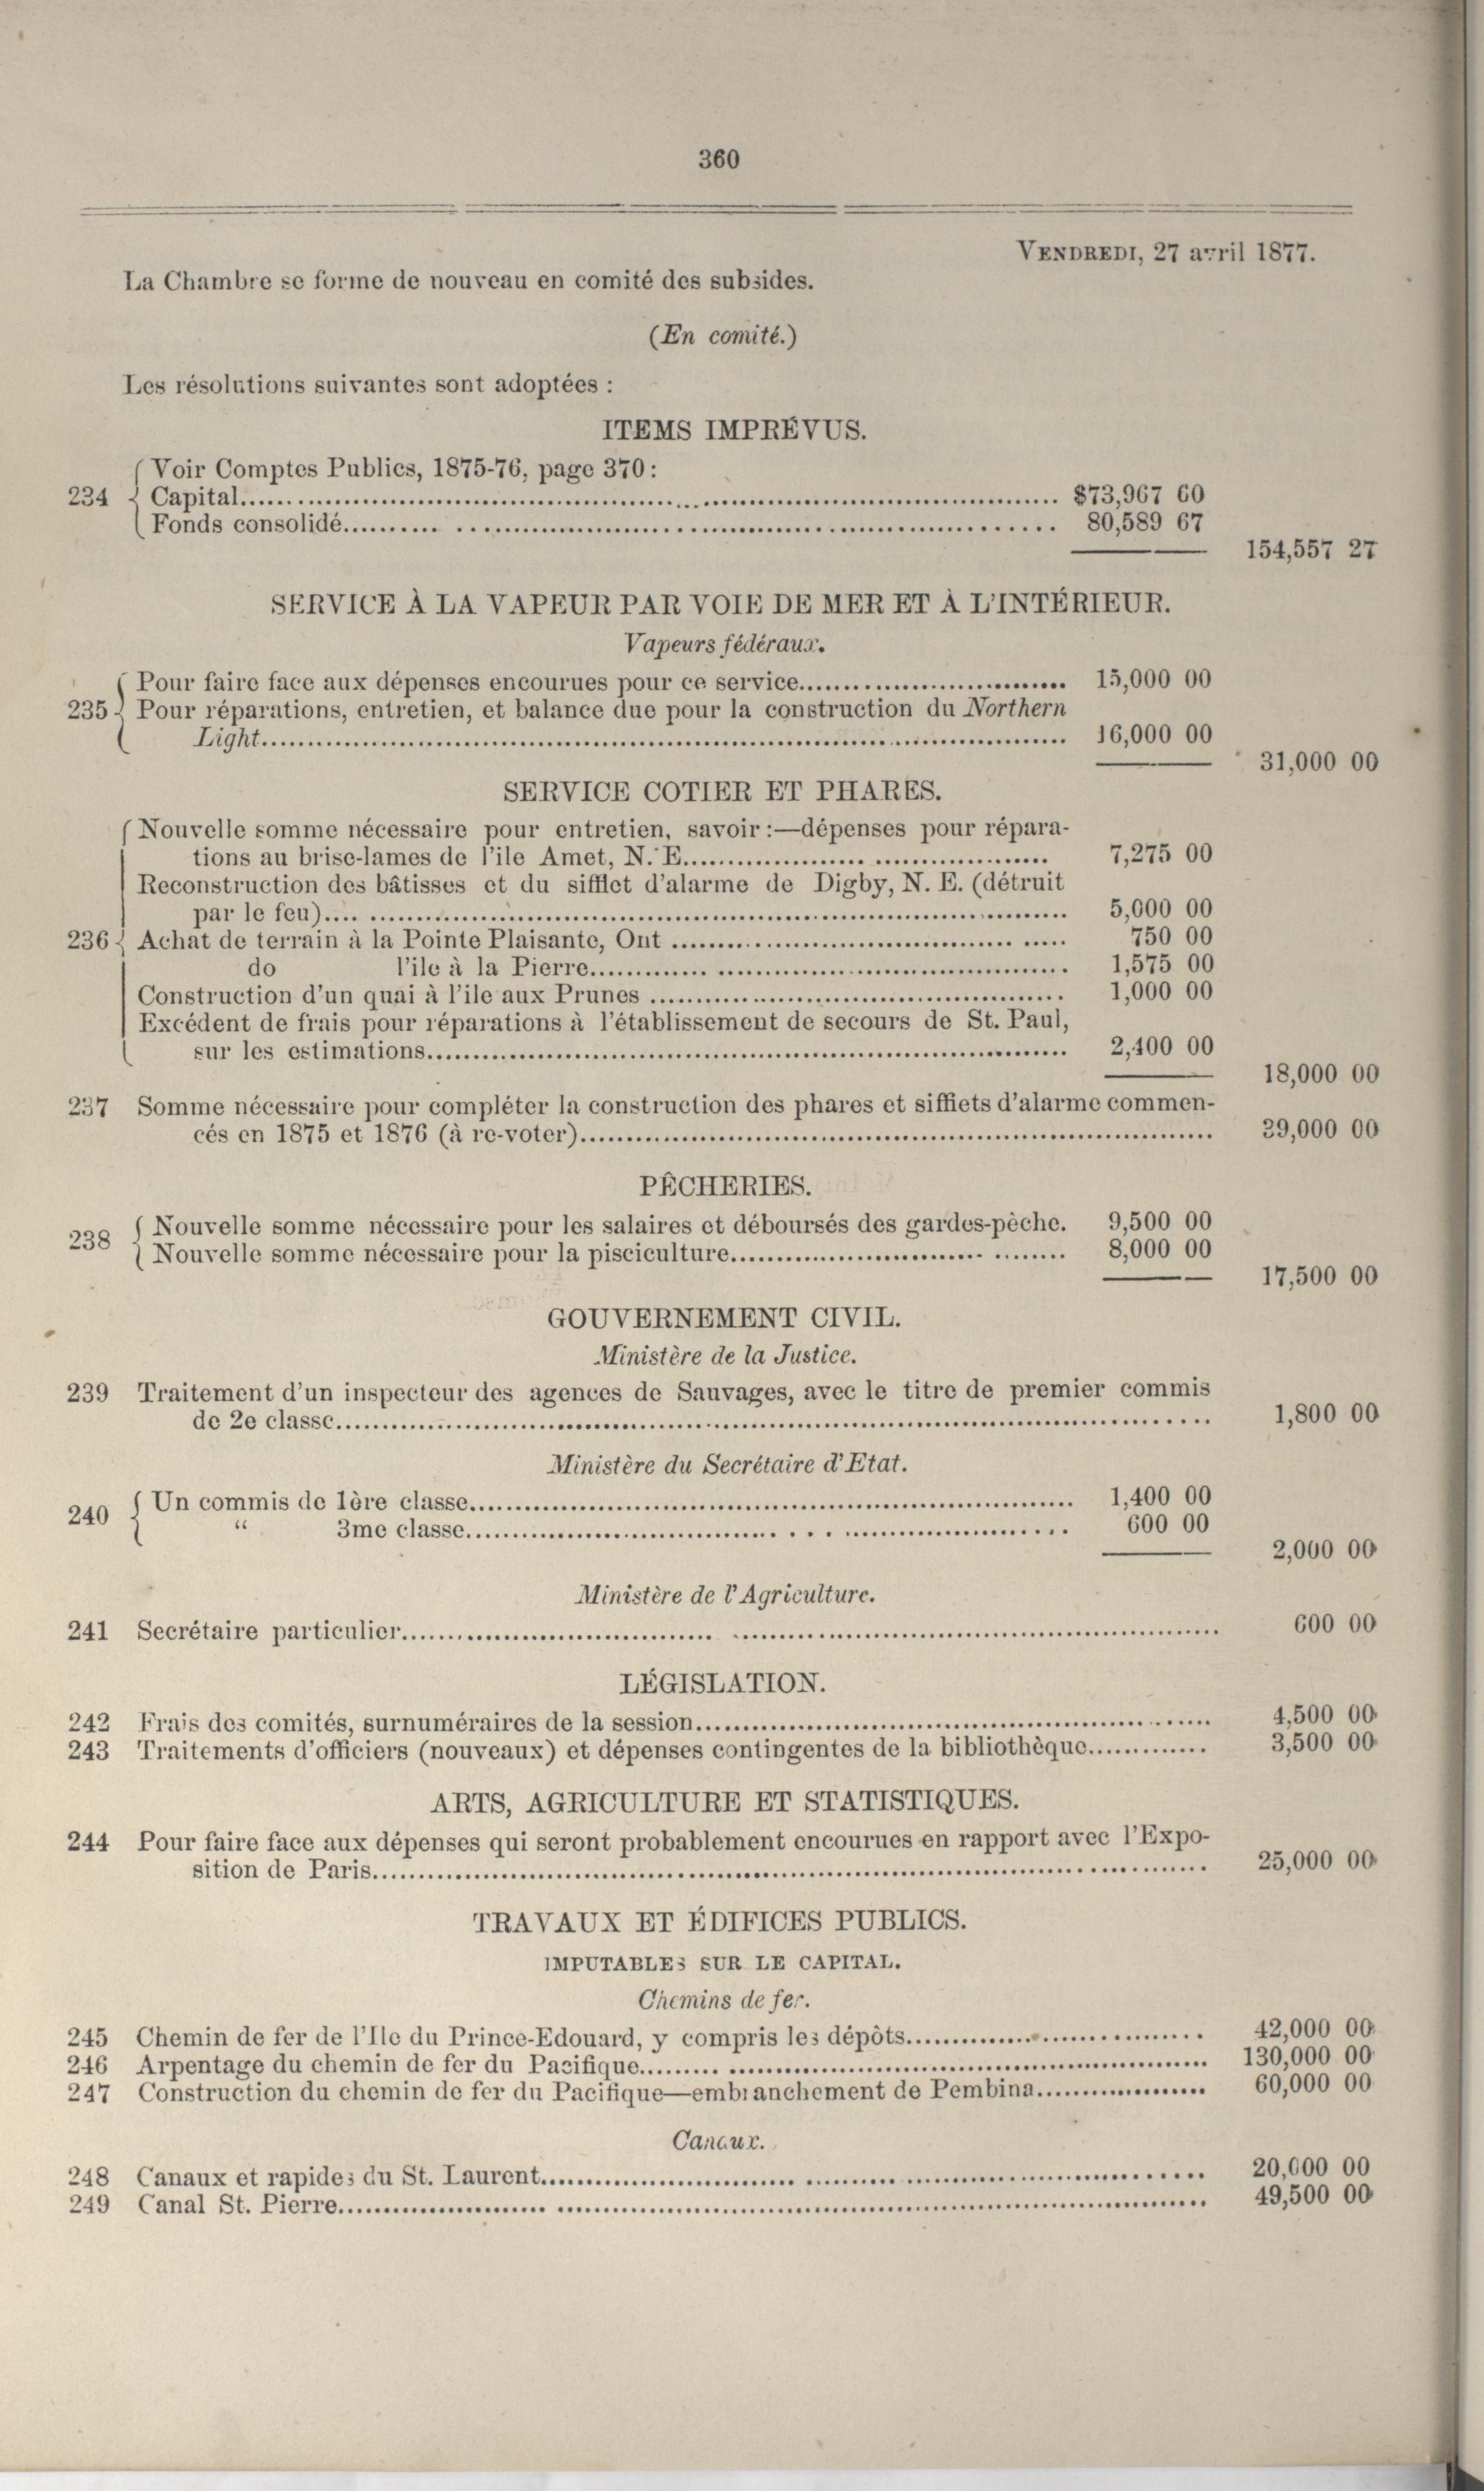 360
VENDREDI, 27 avril 1877.
La Chambre se forme de nouveau en comité des subsides.
(En comité.)
Les résolutions suivantes sont adoptées :
ITEMS IMPRÉVUS.
Voir Comptes Publics, 1875-76, page 370 :
234 Capital $73,967 60
Fonds consolidé 80,589 67
154,557 27
SERVICE À LA VAPEUR PAR VOIE DE MER ET À L'INTÉRIEUR.
Vapeurs fédéraux.
Pour faire face aux dépenses encourues pour ce service 15,000 00
235 Pour réparations, entretien, et balance due pour la construction du Northern
Light 16,000 00
31,000 00
SERVICE COTIER ET PHARES.
Nouvelle somme nécessaire pour entretien, savoir :—dépenses pour répara-
tions au brise-lames de l'ile Amet, N. E. 7,275 00
Reconstruction des bâtisses et du sifflet d'alarme de Digby, N. E. (détruit
par le feu) 5,000 00
236 Achat de terrain à la Pointe Plaisante, Ont 750 00
do l'ile à la Pierre 1,575 00
Construction d'un quai à l'ile aux Prunes 1,000 00
Excédent de frais pour réparations à l'établissement de secours de St. Paul,
sur les estimations 2,400 00
18,000 00
237 Somme nécessaire pour compléter la construction des phares et sifflets d'alarme commen-
cés en 1875 et 1876 (à re-voter) 39,000 00
PÊCHERIES.
238 Nouvelle somme nécessaire pour les salaires et déboursés des gardes-pêche. 9,500 00
Nouvelle somme nécessaire pour la pisciculture 8,000 00
17,500 00
GOUVERNEMENT CIVIL.
Ministère de la Justice.
239 Traitement d'un inspecteur des agences de Sauvages, avec le titre de premier commis
de 2e classe 1,800 00
Ministère du Secrétaire d'Etat.
240 Un commis de 1ère classe 1,400 00
“ 3me classe 600 00
2,000 00
Ministère de l'Agriculture.
241 Secrétaire particulier 600 00
LÉGISLATION.
242 Frais des comités, surnuméraires de la session 4,500 00
243 Traitements d'officiers (nouveaux) et dépenses contingentes de la bibliothèque 3,500 00
ARTS, AGRICULTURE ET STATISTIQUES.
244 Pour faire face aux dépenses qui seront probablement encourues en rapport avec l'Expo-
sition de Paris 25,000 00
TRAVAUX ET ÉDIFICES PUBLICS.
IMPUTABLES SUR LE CAPITAL.
Chemins de fer.
245 Chemin de fer de l'Ile du Prince-Edouard, y compris les dépôts 42,000 00
246 Arpentage du chemin de fer du Pacifique 130,000 00
247 Construction du chemin de fer du Pacifique—embranchement de Pembina 60,000 00
Canaux.
248 Canaux et rapides du St. Laurent 20,000 00
249 Canal St. Pierre 49,500 00